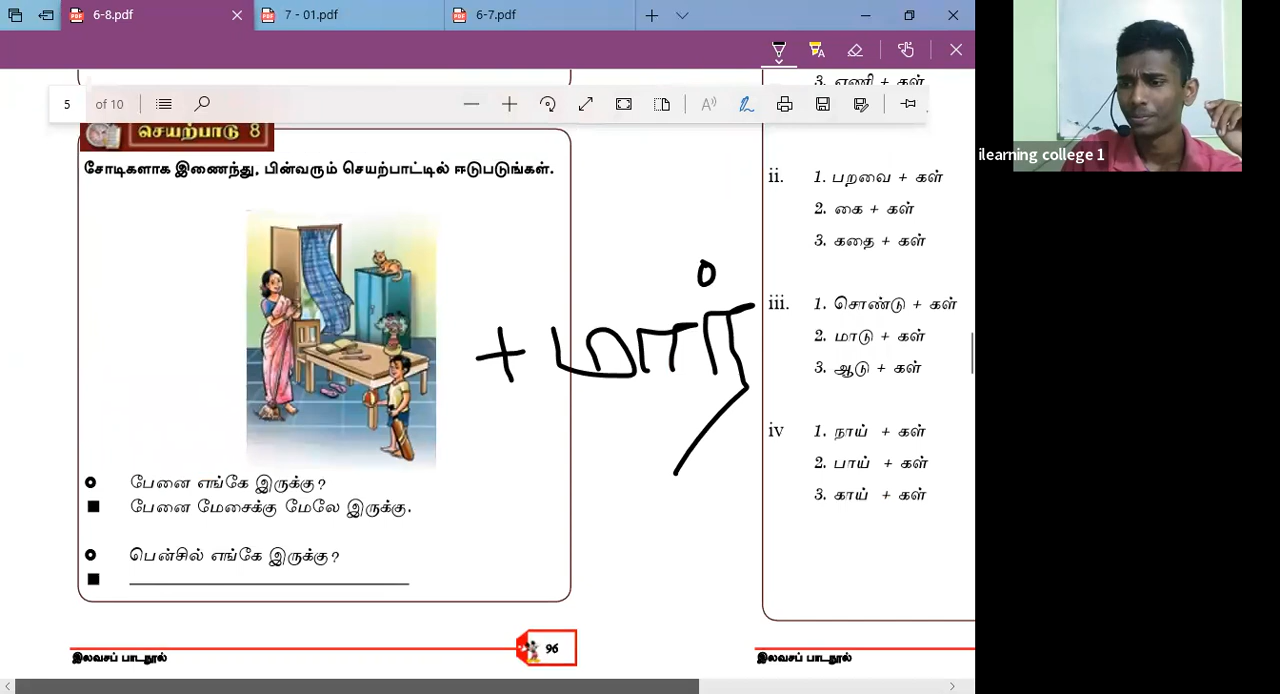 6-8.pdf
7 - 01.pdf
6-7.pdf
5 of 10
3. ஏணி + கள்
ilearning college 1
செயற்பாடு 8
சோடிகளாக இணைந்து, பின்வரும் செயற்பாட்டில் ஈடுபடுங்கள்.
+ மார்
பேனை எங்கே இருக்கு?
பேனை மேசைக்கு மேலே இருக்கு.
பென்சில் எங்கே இருக்கு?
ii. 1. பறவை + கள்
2. கை + கள்
3. கதை + கள்
iii. 1. சொண்டு + கள்
2. மாடு + கள்
3. ஆடு + கள்
iv 1. நாய் + கள்
2. பாய் + கள்
3. காய் + கள்
இலவசப் பாடநூல்
96
இலவசப் பாடநூல்